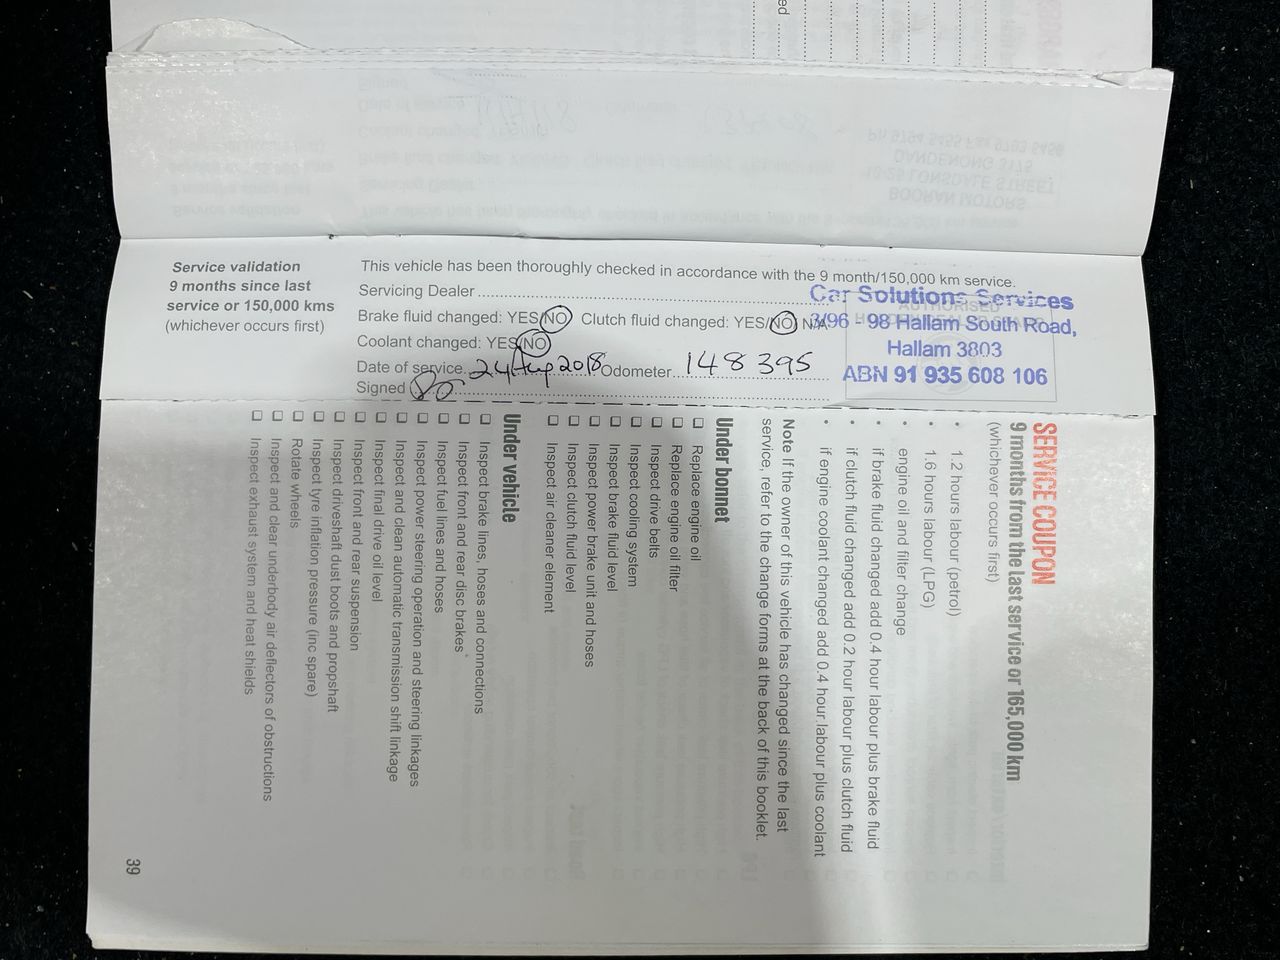 Service validation
9 months since last
service or 150,000 kms
(whichever occurs first)
This vehicle has been thoroughly checked in accordance with the 9 month/150,000 km service.
Servicing Dealer
Brake fluid changed: YES/NO Clutch fluid changed: YES/NO N/A
Coolant changed: YES/NO
Date of service 24 Aug 2018 Odometer 148 395
Signed
Car Solutions Services
3/96 - 98 Hallam South Road,
Hallam 3803
ABN 91 935 608 106
AUTHORISED
SERVICE COUPON
9 months from the last service or 165,000 km
(whichever occurs first)
• 1.2 hours labour (petrol)
• 1.6 hours labour (LPG)
• engine oil and filter change
• if brake fluid changed add 0.4 hour labour plus brake fluid
• if clutch fluid changed add 0.2 hour labour plus clutch fluid
• if engine coolant changed add 0.4 hour labour plus coolant
Note If the owner of this vehicle has changed since the last
service, refer to the change forms at the back of this booklet.
Under bonnet
Replace engine oil
Replace engine oil filter
Inspect drive belts
Inspect cooling system
Inspect brake fluid level
Inspect power brake unit and hoses
Inspect clutch fluid level
Inspect air cleaner element
Under vehicle
Inspect brake lines, hoses and connections
Inspect front and rear disc brakes
Inspect fuel lines and hoses
Inspect power steering operation and steering linkages
Inspect and clean automatic transmission shift linkage
Inspect final drive oil level
Inspect front and rear suspension
Inspect driveshaft dust boots and propshaft
Inspect tyre inflation pressure (inc spare)
Rotate wheels
Inspect and clear underbody air deflectors of obstructions
Inspect exhaust system and heat shields
39